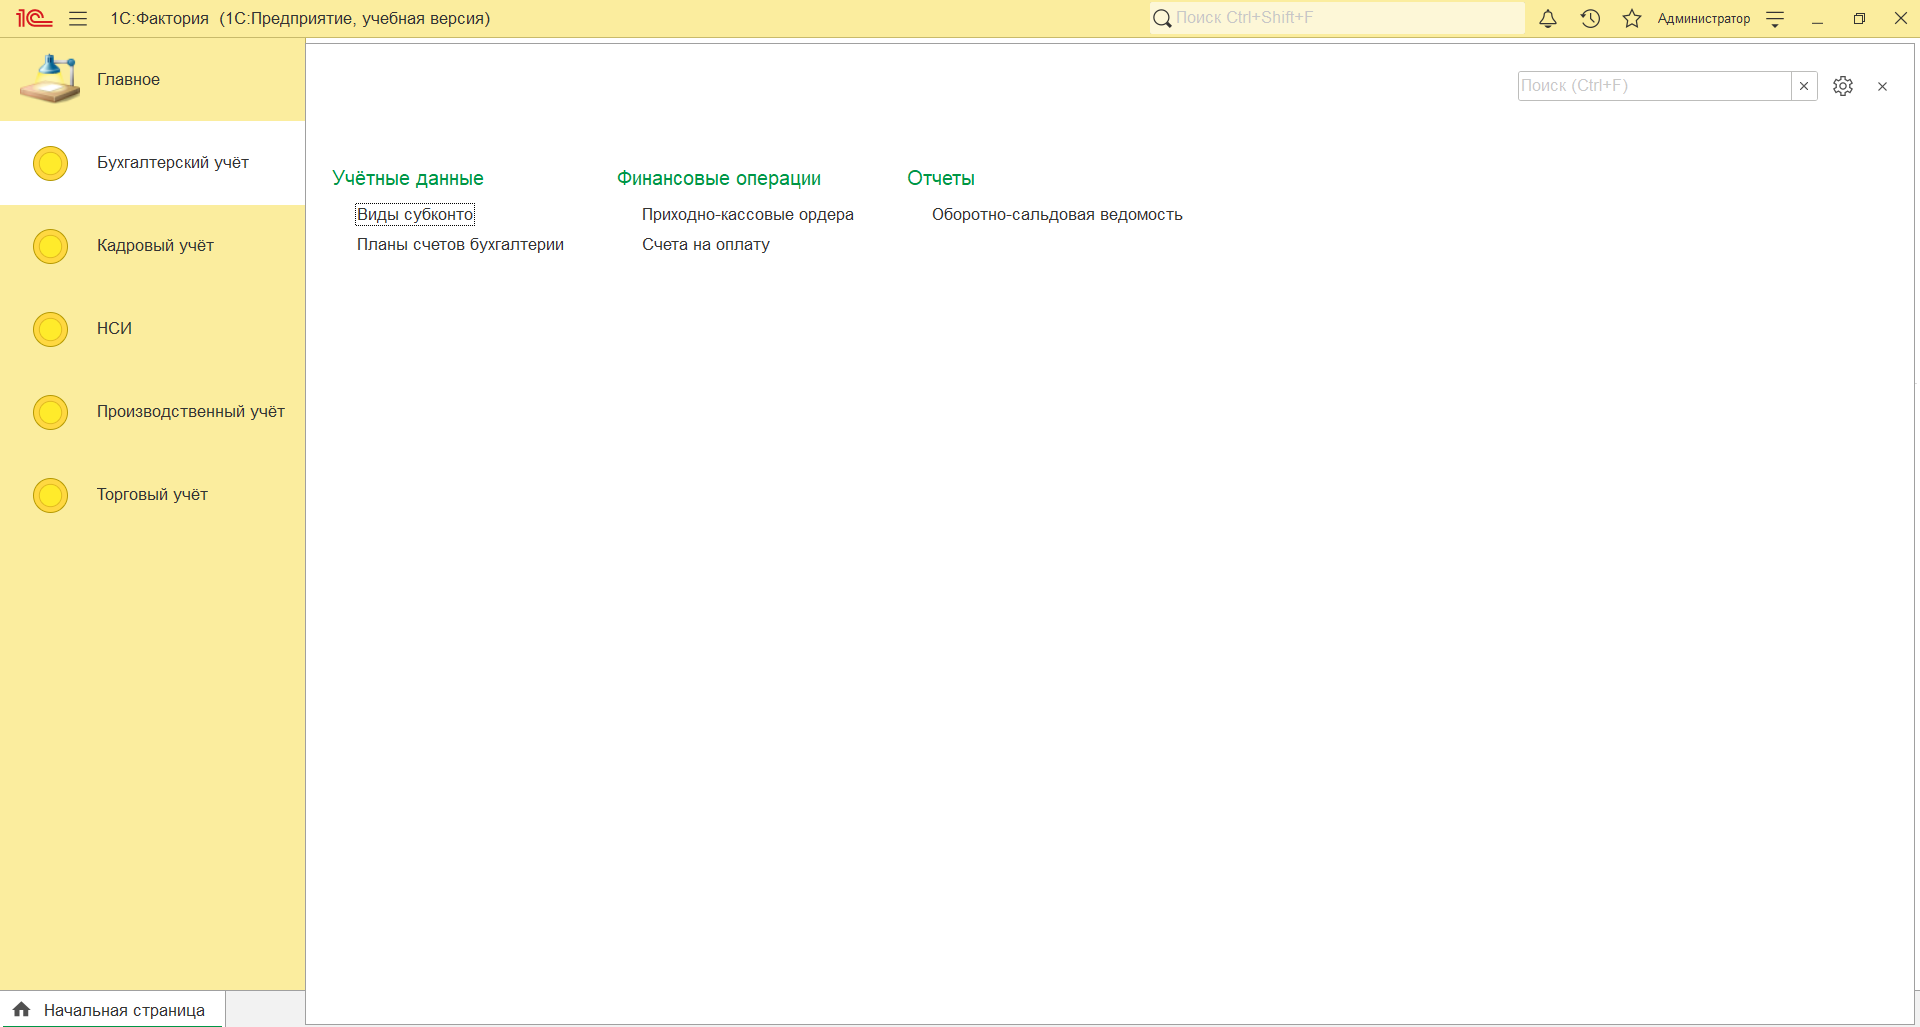 1С:Фактория (1С:Предприятие, учебная версия)
Поиск Ctrl+Shift+F
Администратор
Главное
Бухгалтерский учёт
Кадровый учёт
НСИ
Производственный учёт
Торговый учёт
Поиск (Ctrl+F)
Учётные данные
Виды субконто
Планы счетов бухгалтерии
Финансовые операции
Приходно-кассовые ордера
Счета на оплату
Отчеты
Оборотно-сальдовая ведомость
Начальная страница